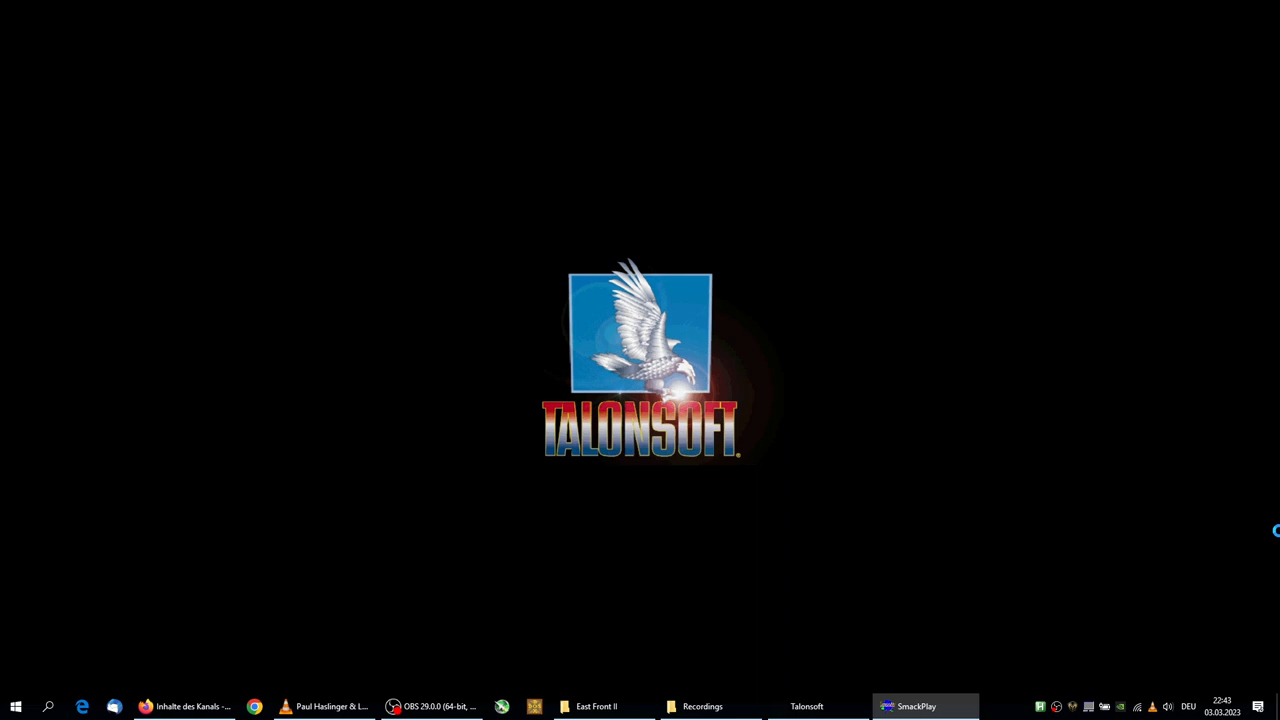 TALONSOFT®
Inhalte des Kanals -...
Paul Haslinger & L...
OBS 29.0.0 (64-bit, ...
East Front II
Recordings
Talonsoft
SmackPlay
DEU
22:43
03.03.2023